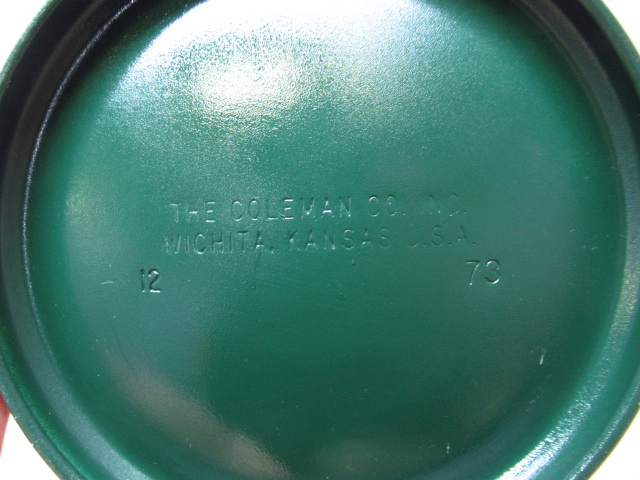 THE COLEMAN CO. INC.
WICHITA, KANSAS U.S.A.
12 73